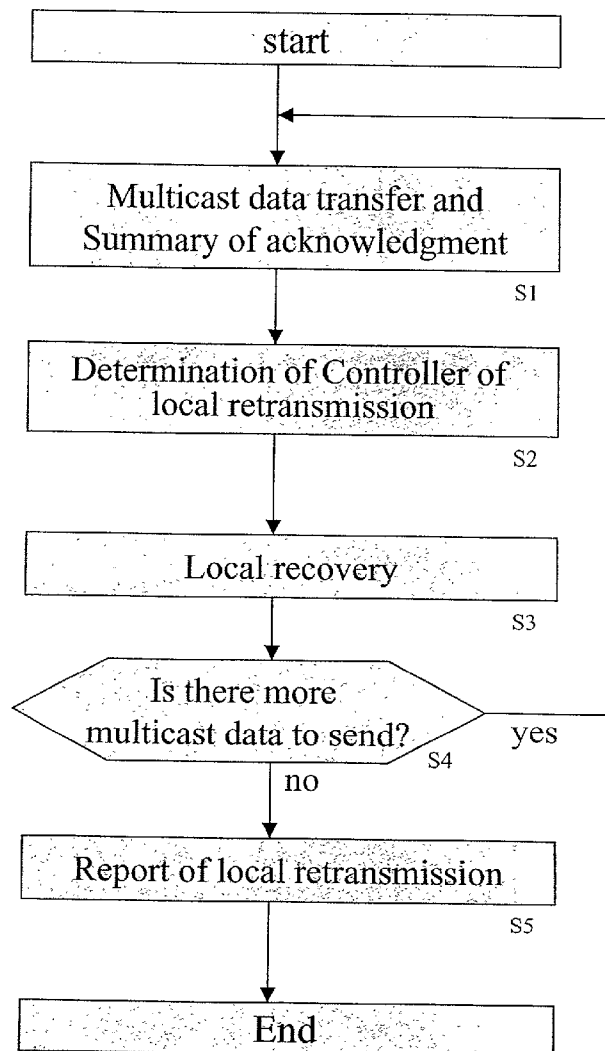 start
Multicast data transfer and
Summary of acknowledgment
S1
Determination of Controller of
local retransmission
S2
Local recovery
S3
Is there more
multicast data to send?
S4
yes
no
Report of local retransmission
S5
End